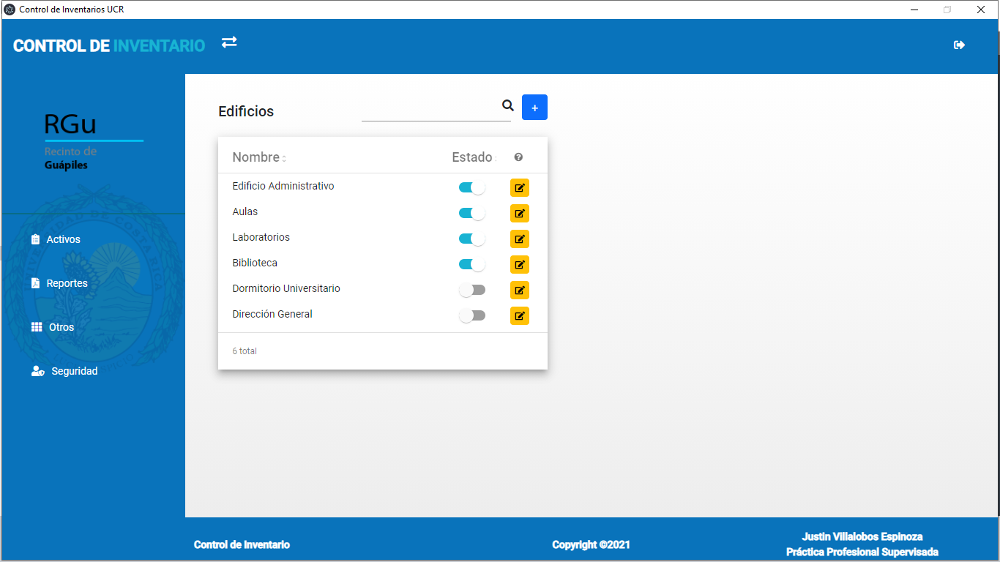 Control de Inventarios UCR
CONTROL DE INVENTARIO
RGu
Recinto de
Guápiles
Activos
Reportes
Otros
Seguridad
Edificios
+
Nombre Estado
Edificio Administrativo
Aulas
Laboratorios
Biblioteca
Dormitorio Universitario
Dirección General
6 total
Control de Inventario
Copyright ©2021
Justin Villalobos Espinoza
Práctica Profesional Supervisada